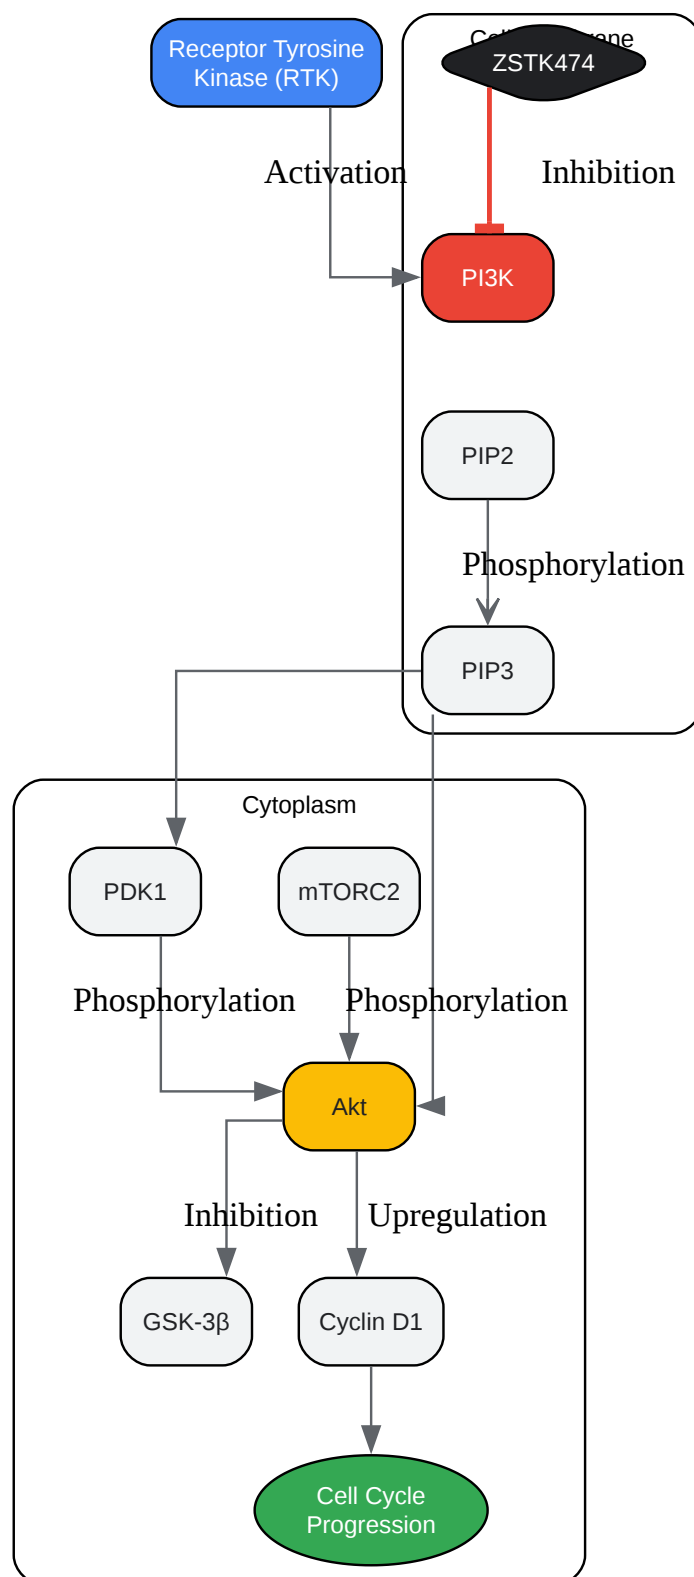 Receptor Tyrosine
Kinase (RTK)
ZSTK474
Activation
Inhibition
PI3K
PIP2
Phosphorylation
PIP3
Cytoplasm
PDK1
mTORC2
Phosphorylation
Phosphorylation
Akt
Inhibition
Upregulation
GSK-3β
Cyclin D1
Cell Cycle
Progression